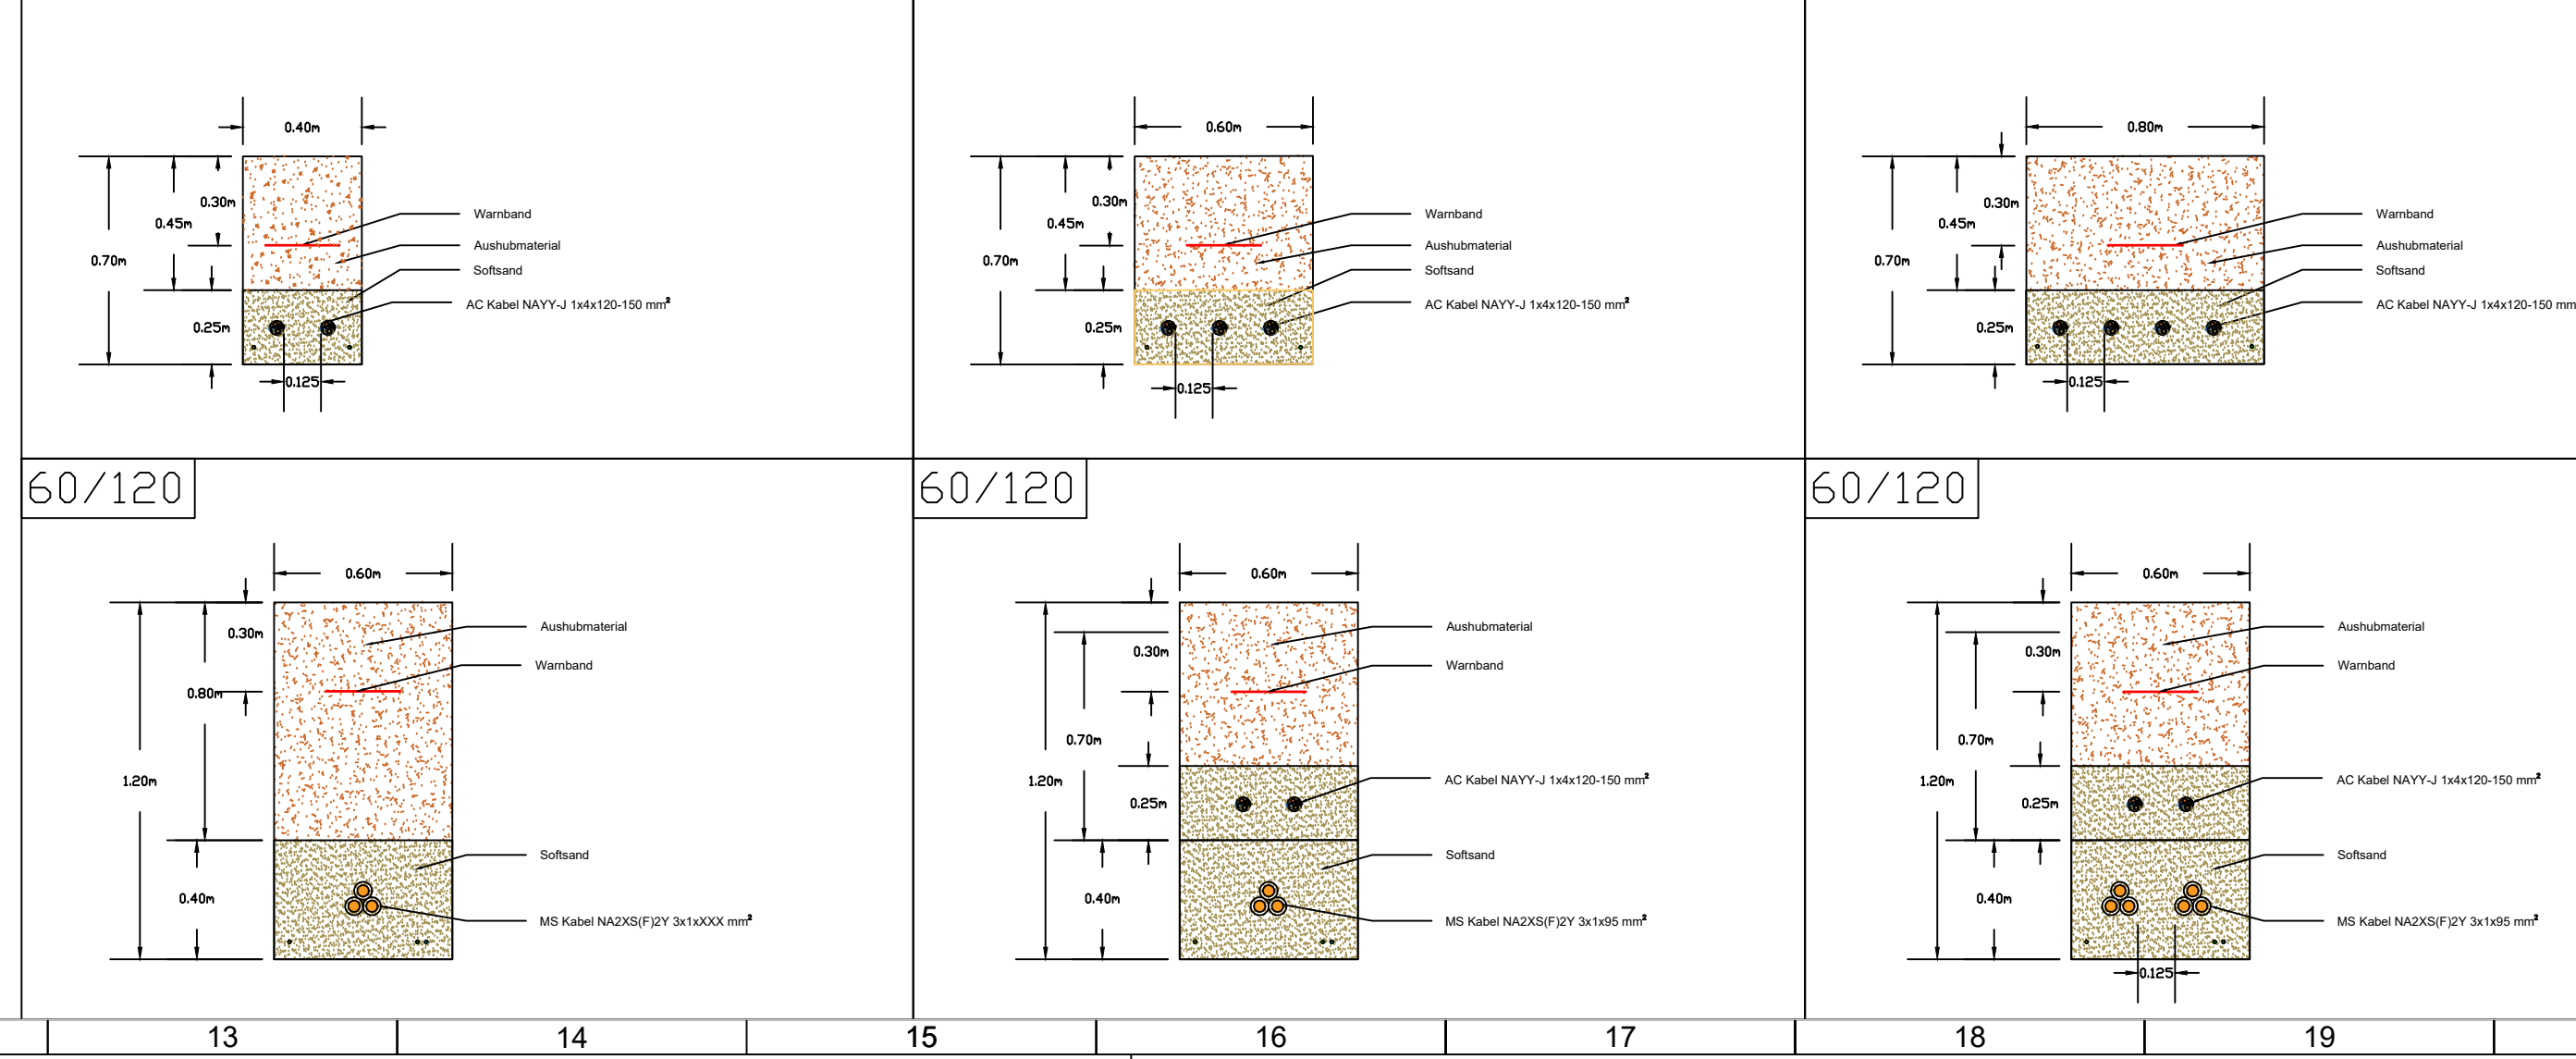 0.40m
0.30m
0.45m
0.70m
0.25m
0.125
Warnband
Aushubmaterial
Softsand
AC Kabel NAYY-J 1x4x120-150 mm²
0.60m
0.30m
0.45m
0.70m
0.25m
0.125
Warnband
Aushubmaterial
Softsand
AC Kabel NAYY-J 1x4x120-150 mm²
0.80m
0.30m
0.45m
0.70m
0.25m
0.125
Warnband
Aushubmaterial
Softsand
AC Kabel NAYY-J 1x4x120-150 mm
60/120
0.60m
0.30m
0.80m
1.20m
0.40m
Aushubmaterial
Warnband
Softsand
MS Kabel NA2XS(F)2Y 3x1xXXX mm²
60/120
0.60m
0.30m
0.70m
1.20m
0.25m
0.40m
Aushubmaterial
Warnband
AC Kabel NAYY-J 1x4x120-150 mm²
Softsand
MS Kabel NA2XS(F)2Y 3x1x95 mm²
60/120
0.60m
0.30m
0.70m
1.20m
0.25m
0.40m
0.125
Aushubmaterial
Warnband
AC Kabel NAYY-J 1x4x120-150 mm²
Softsand
MS Kabel NA2XS(F)2Y 3x1x95 mm²
13 14 15 16 17 18 19